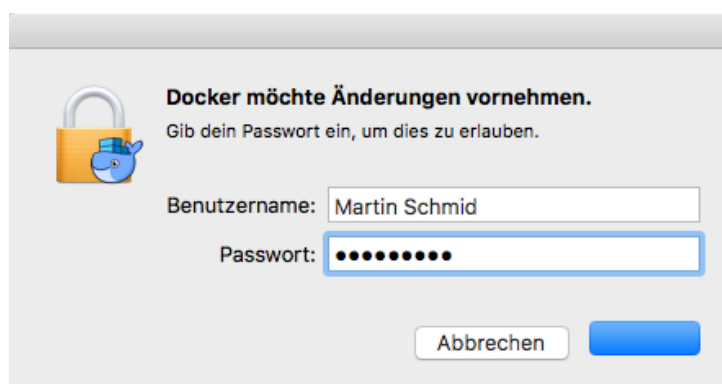 Docker möchte Änderungen vornehmen.
Gib dein Passwort ein, um dies zu erlauben.
Benutzername: Martin Schmid
Passwort: •••••••••
Abbrechen